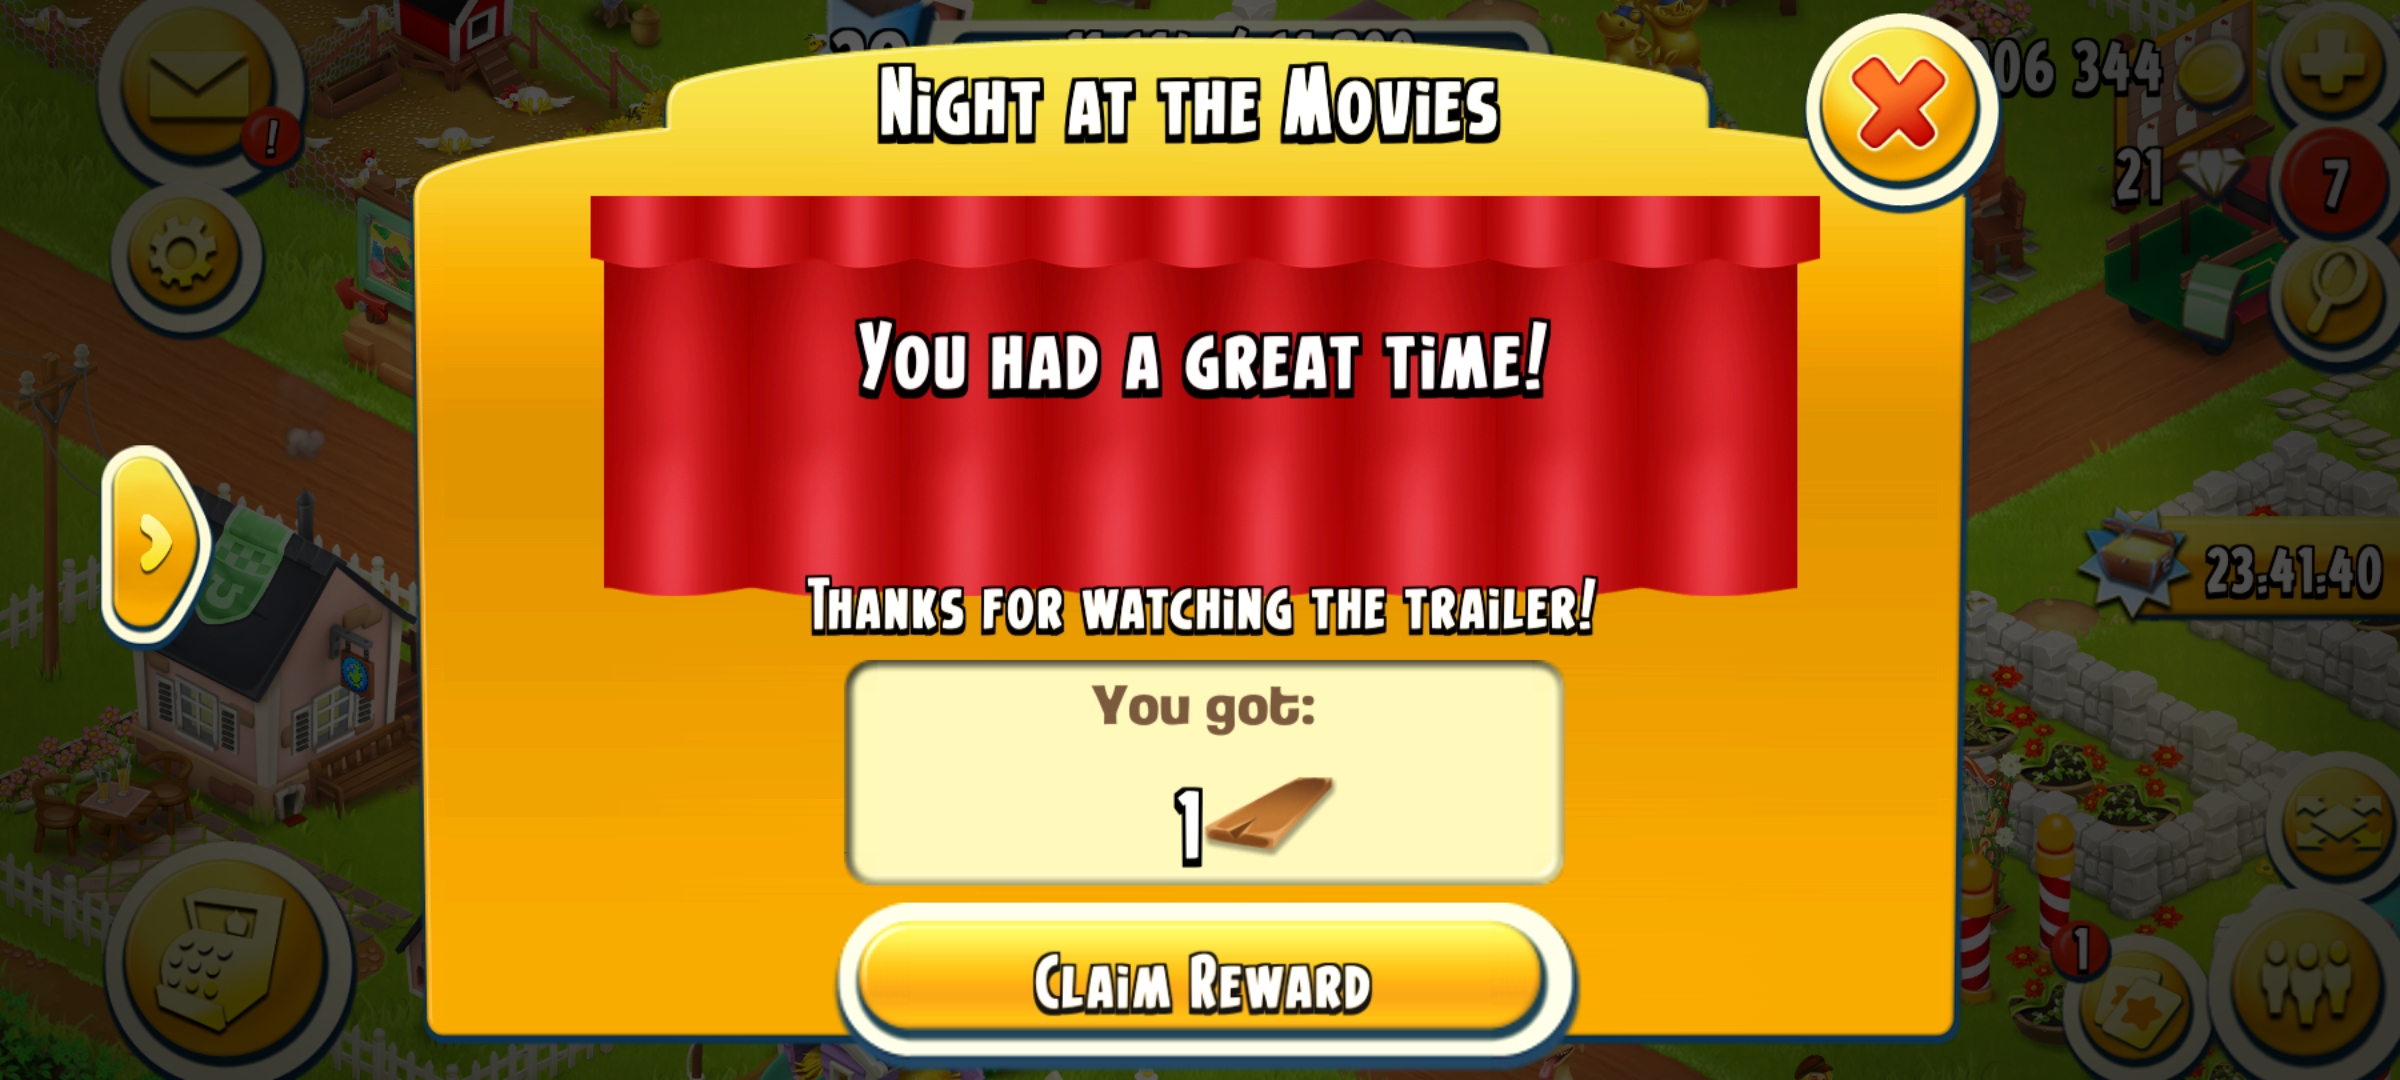 Night at the Movies
!
21
7
You had a great time!
23:41:40
Thanks for watching the trailer!
You got:
1
Claim Reward
1